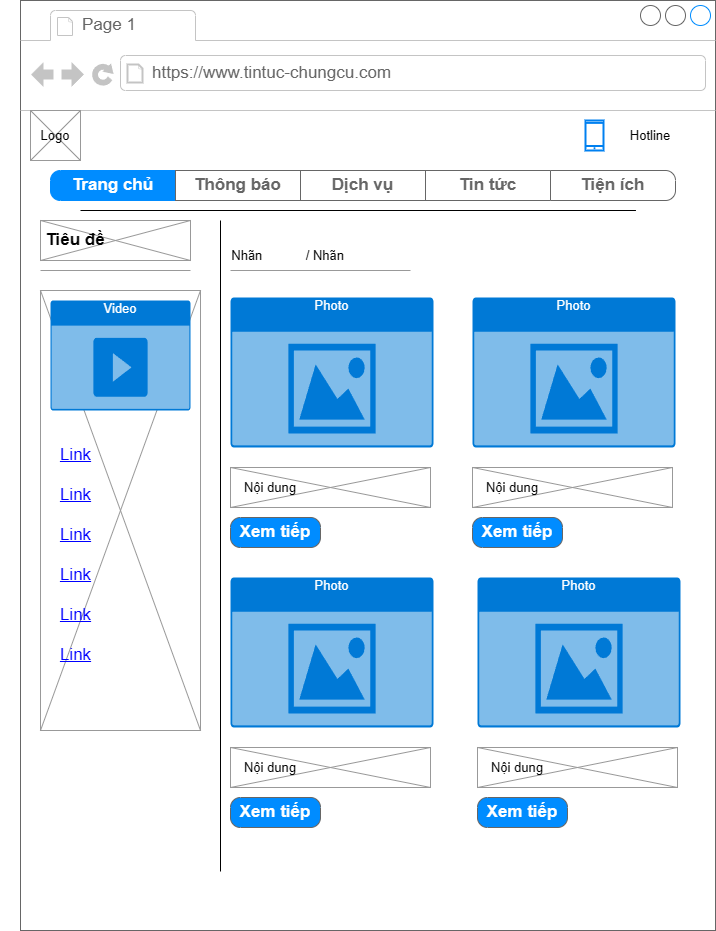 Page 1
https://www.tintuc-chungcu.com
Logo
Hotline
Trang chủ
Thông báo
Dịch vụ
Tin tức
Tiện ích
Tiêu đề
Nhãn / Nhãn
Video
Link
Link
Link
Link
Link
Link
Photo
Photo
Nội dung
Nội dung
Xem tiếp
Xem tiếp
Photo
Photo
Nội dung
Nội dung
Xem tiếp
Xem tiếp